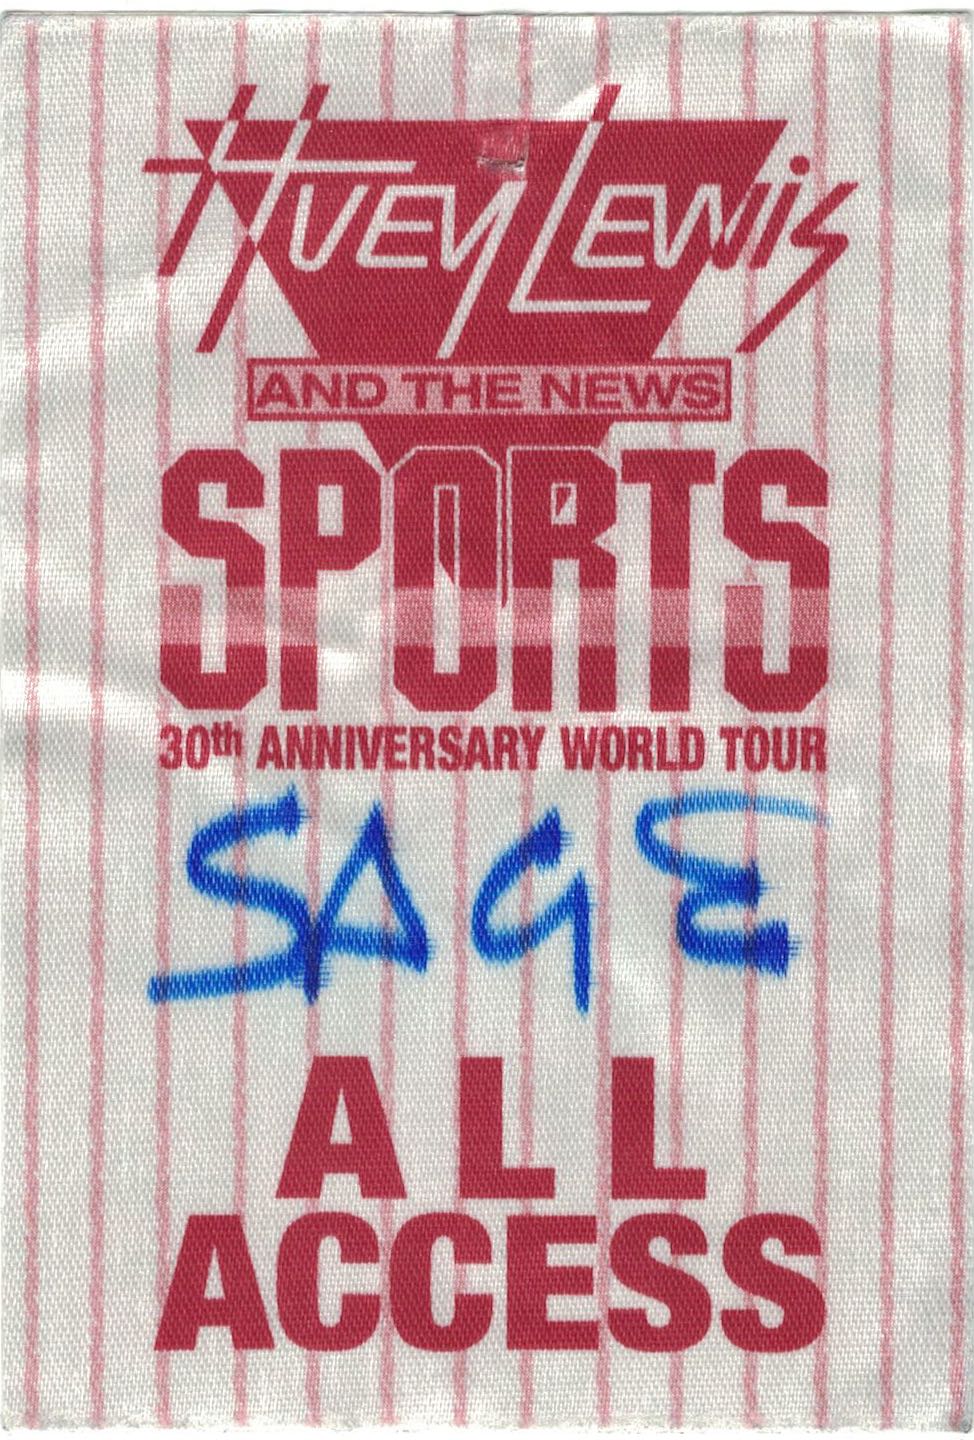 Huey Lewis
AND THE NEWS
SPORTS
30th ANNIVERSARY WORLD TOUR
SAGE
ALL
ACCESS